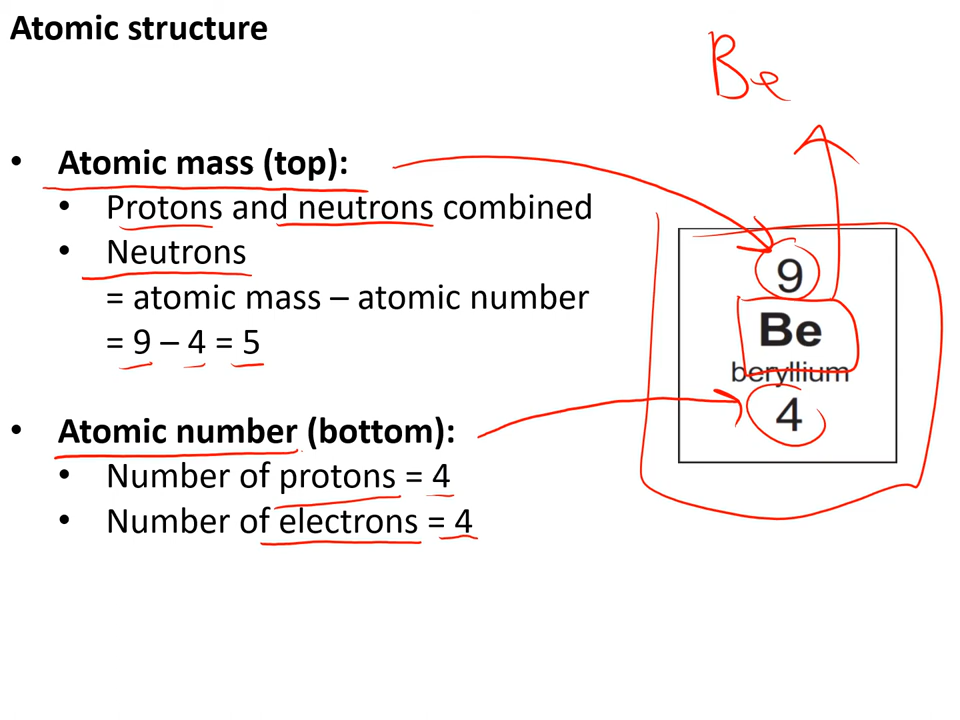 Atomic structure
Be
• Atomic mass (top):
• Protons and neutrons combined
• Neutrons
= atomic mass – atomic number
= 9 – 4 = 5
9
Be
beryllium
4
• Atomic number (bottom):
• Number of protons = 4
• Number of electrons = 4